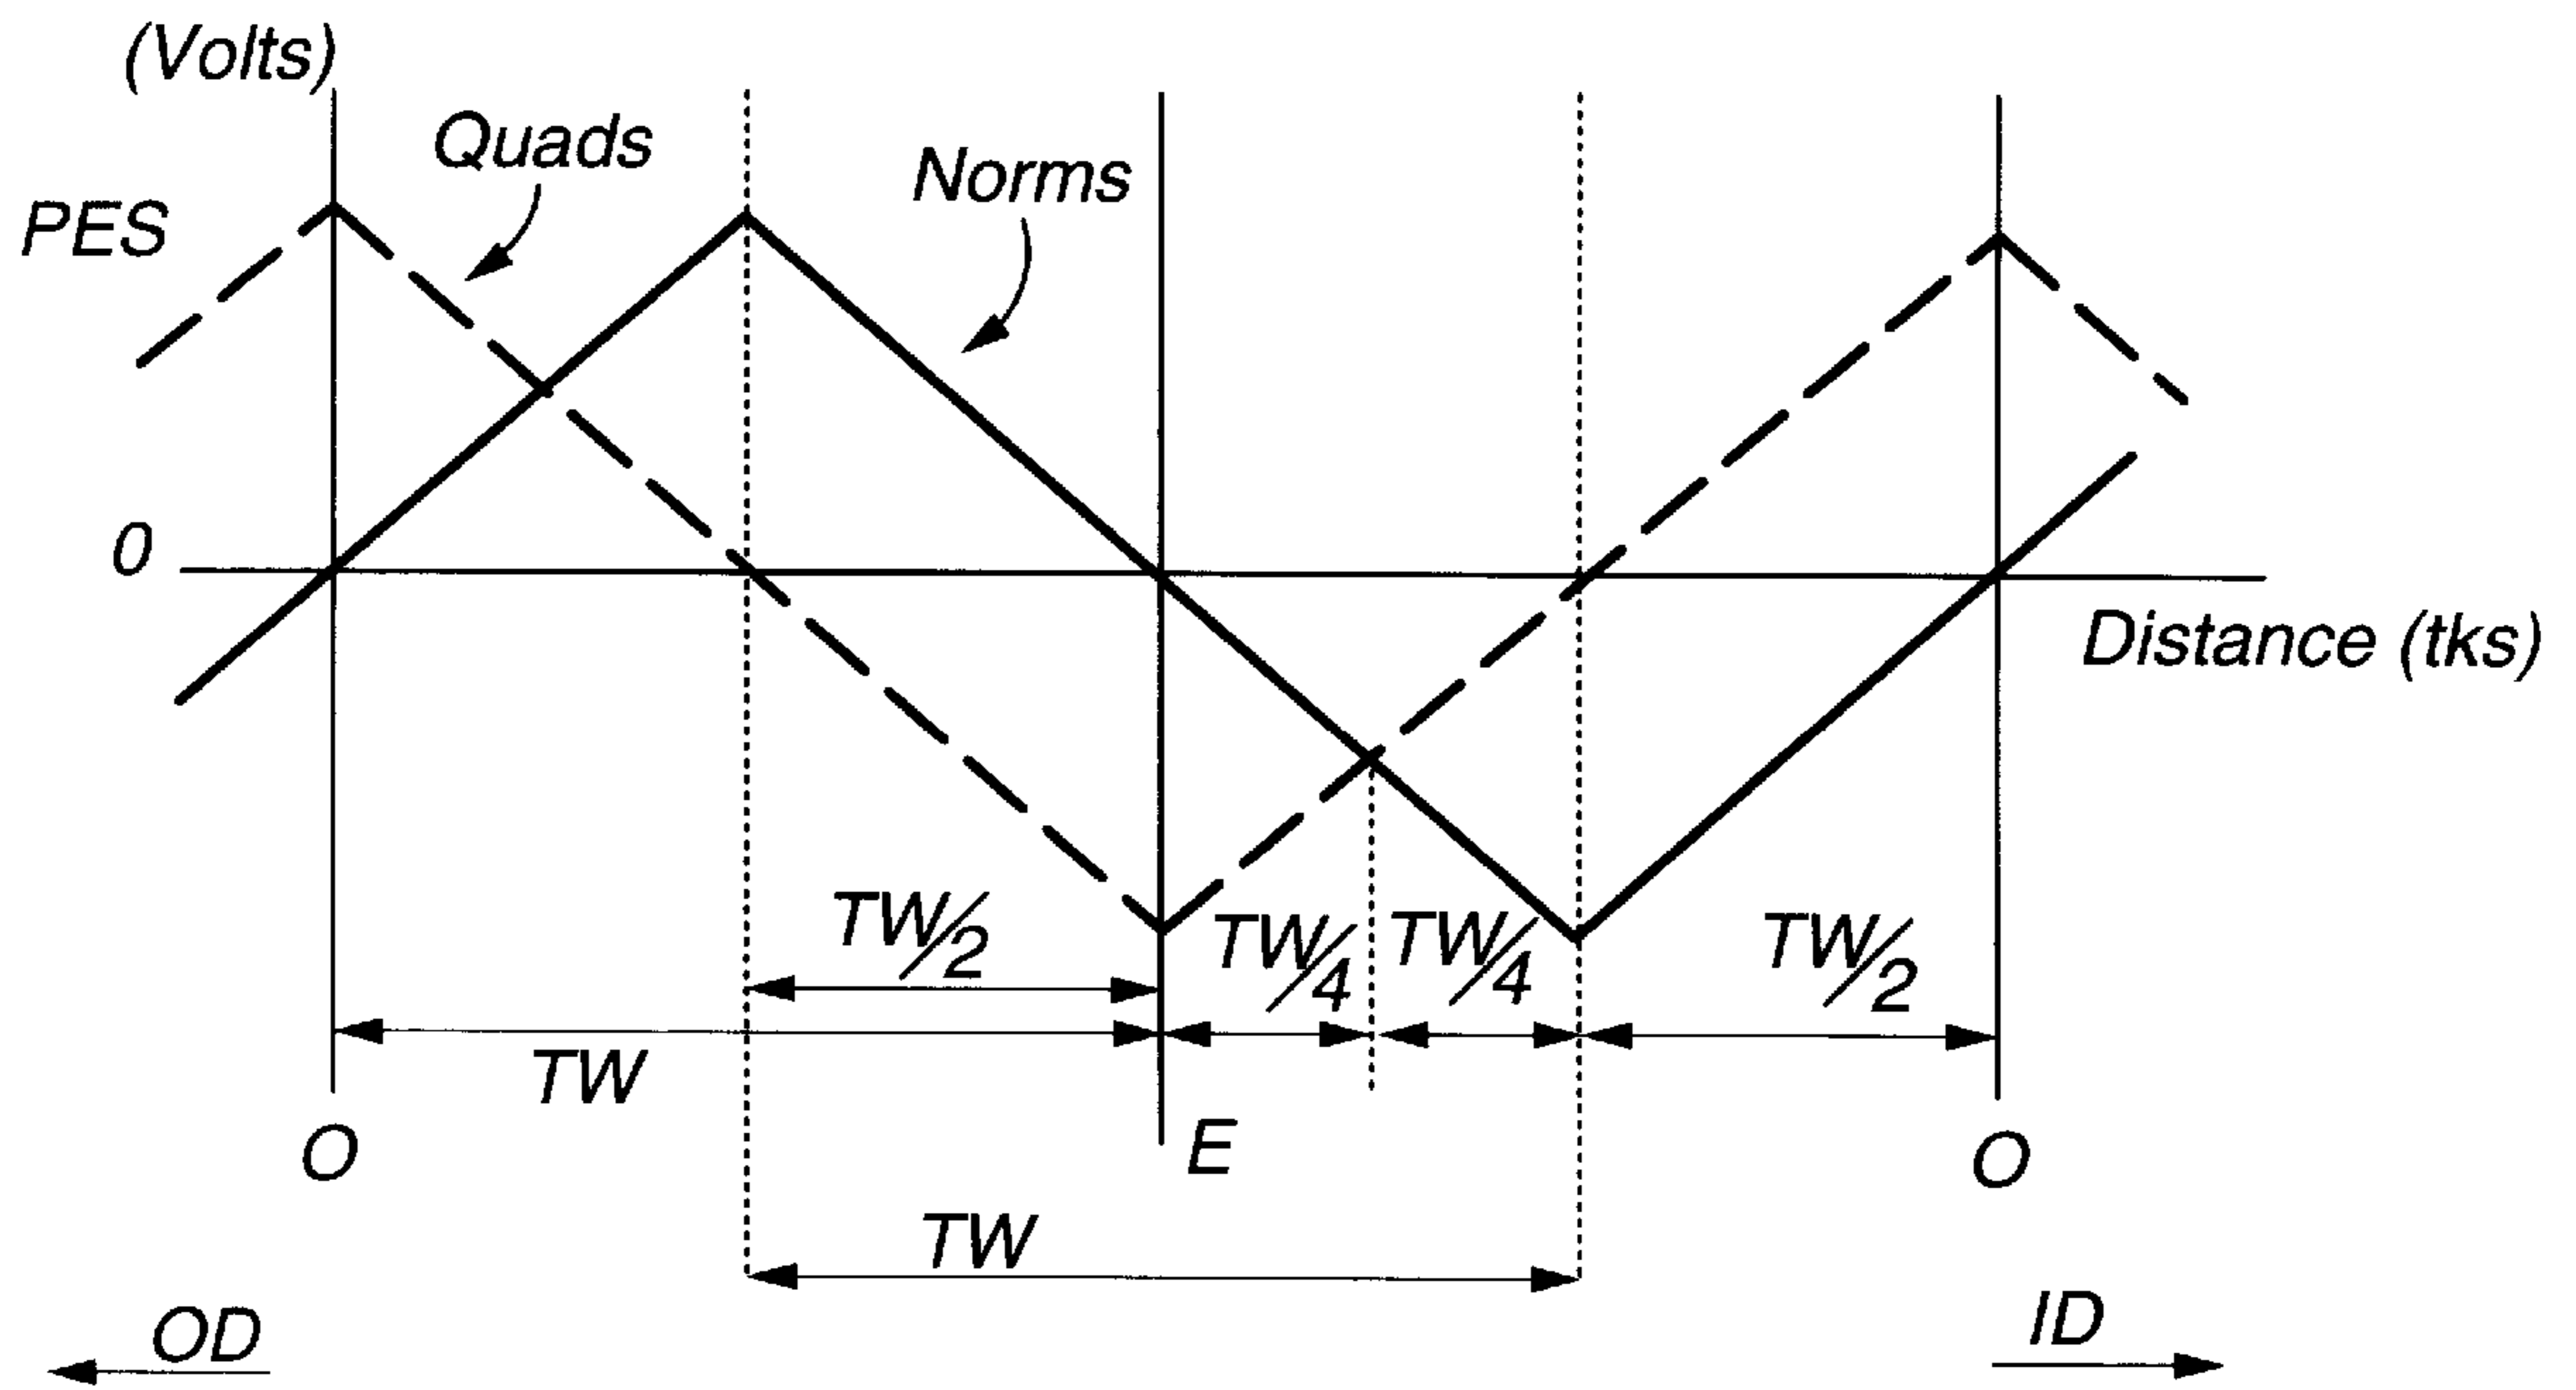 (Volts)
Quads
Norms
PES
0
Distance (tks)
TW/2
TW/4
TW/4
TW/2
TW
O
E
O
TW
OD
ID